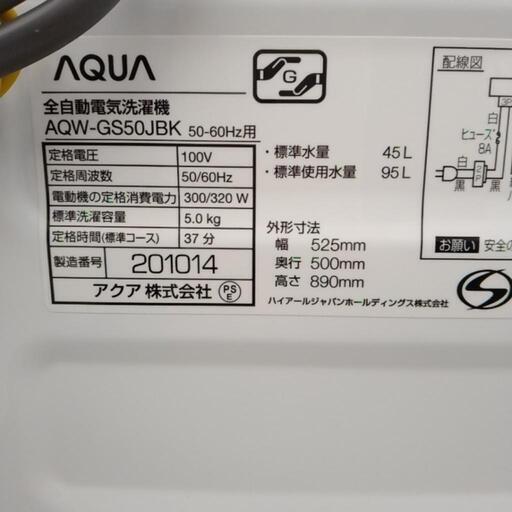 AQUA
G
全自動電気洗濯機
AQW-GS50JBK 50-60Hz用
定格電圧 100V
定格周波数 50/60Hz
電動機の定格消費電力 300/320 W
標準洗濯容量 5.0 kg
定格時間(標準コース) 37 分
製造番号 201014
アクア 株式会社 PSE
・標準水量 45 L
・標準使用水量 95 L
外形寸法
幅 525mm
奥行 500mm
高さ 890mm
ハイアールジャパンホールディングス株式会社
配線図
白
ヒューズ
8A
白
黒
2P
黒
お願い 安全の
S